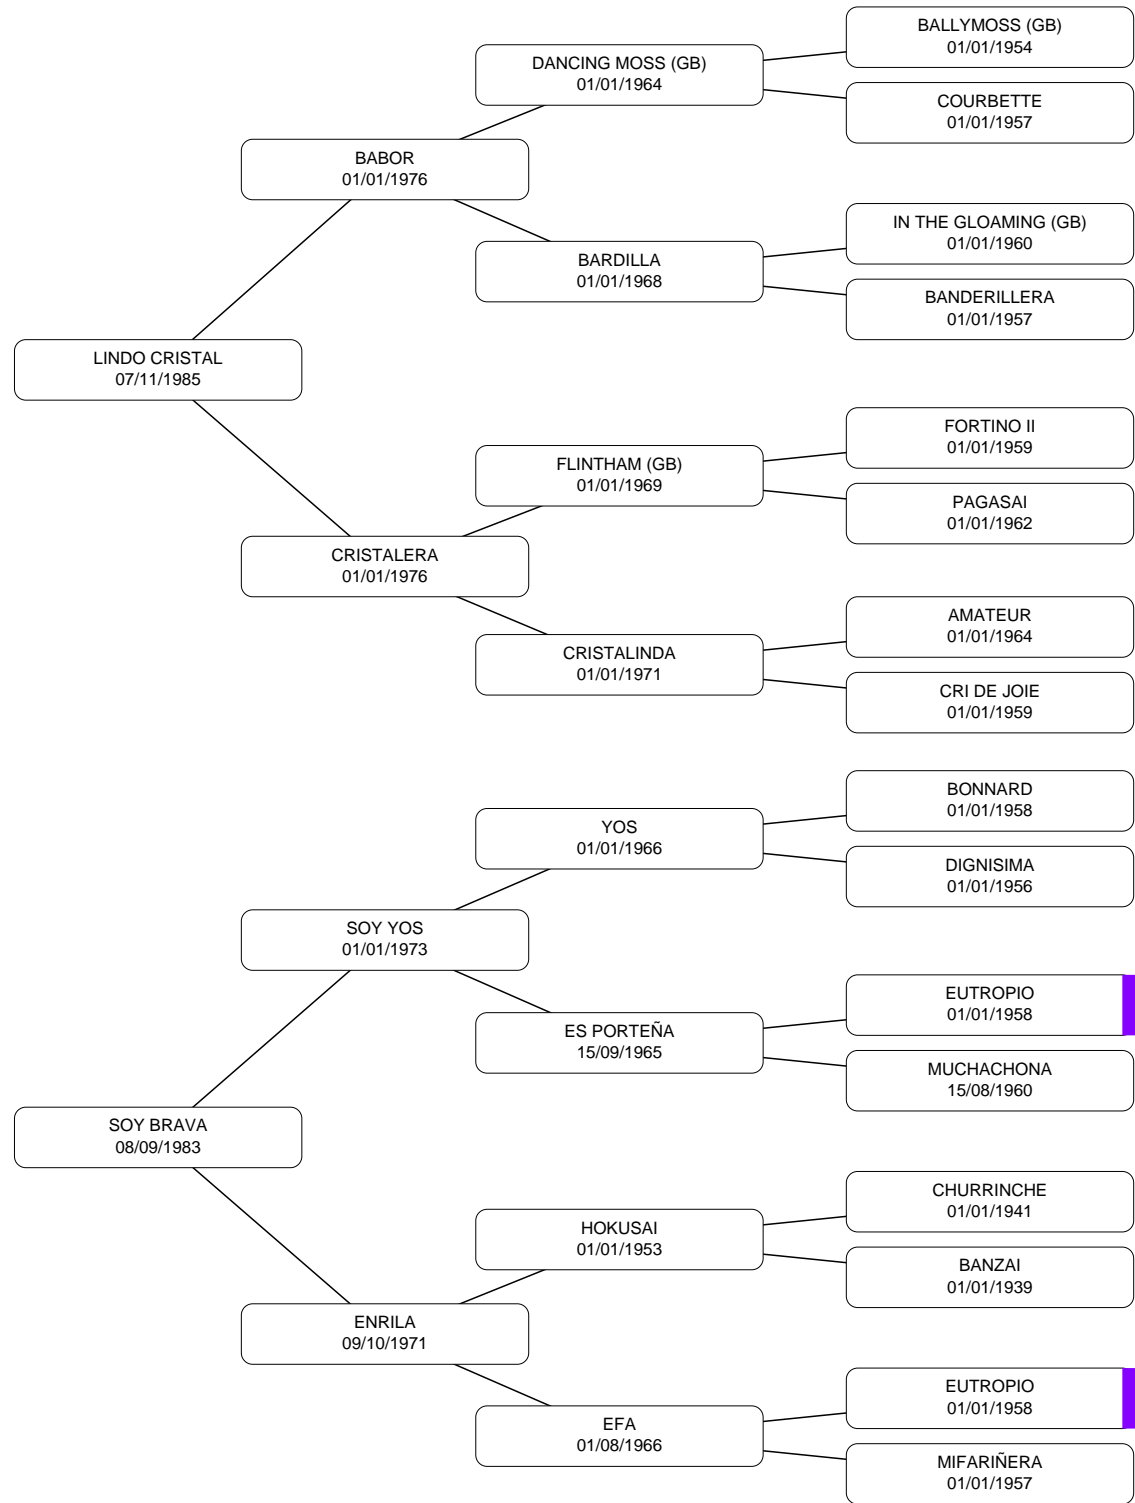 BALLYMOSS (GB)
01/01/1954
DANCING MOSS (GB)
01/01/1964
COURBETTE
01/01/1957
BABOR
01/01/1976
IN THE GLOAMING (GB)
01/01/1960
BARDILLA
01/01/1968
BANDERILLERA
01/01/1957
LINDO CRISTAL
07/11/1985
FORTINO II
01/01/1959
FLINTHAM (GB)
01/01/1969
PAGASAI
01/01/1962
CRISTALERA
01/01/1976
AMATEUR
01/01/1964
CRISTALINDA
01/01/1971
CRI DE JOIE
01/01/1959
BONNARD
01/01/1958
YOS
01/01/1966
DIGNISIMA
01/01/1956
SOY YOS
01/01/1973
EUTROPIO
01/01/1958
ES PORTEÑA
15/09/1965
MUCHACHONA
15/08/1960
SOY BRAVA
08/09/1983
CHURRINCHE
01/01/1941
HOKUSAI
01/01/1953
BANZAI
01/01/1939
ENRILA
09/10/1971
EUTROPIO
01/01/1958
EFA
01/08/1966
MIFARIÑERA
01/01/1957